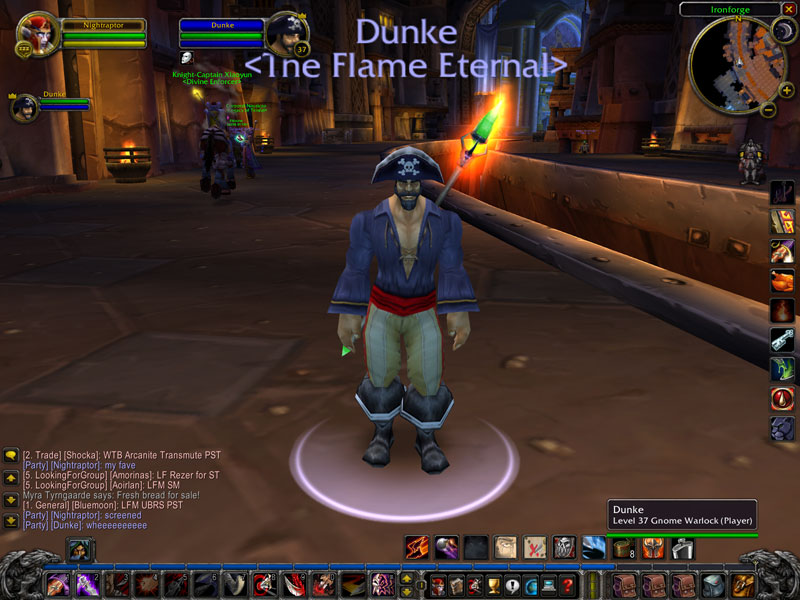 Nightraptor
Dunke
37
Ironforge
N
Dunke
<The Flame Eternal>
Knight-Captain Xiaoyun
<Divine Enforcers>
Dunke
zzz
[2. Trade] [Shocka]: WTB Arcanite Transmute PST
[Party] [Nightraptor]: my fave
[5. LookingForGroup] [Amorinas]: LF Rezer for ST
[5. LookingForGroup] [Aoirlan]: LFM SM
Myra Tyrngaarde says: Fresh bread for sale!
[1. General] [Bluemoon]: LFM UBRS PST
[Party] [Nightraptor]: screened
[Party] [Dunke]: wheeeeeeeeee
Dunke
Level 37 Gnome Warlock (Player)
8